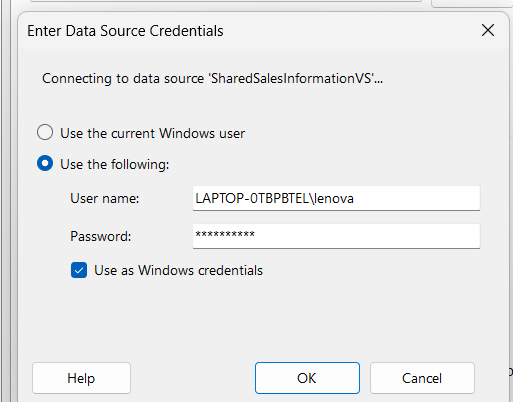 Enter Data Source Credentials
Connecting to data source 'SharedSalesInformationVS'...
Use the current Windows user
Use the following:
User name: LAPTOP-0TBPBTEL\lenova
Password: **********
Use as Windows credentials
Help OK Cancel